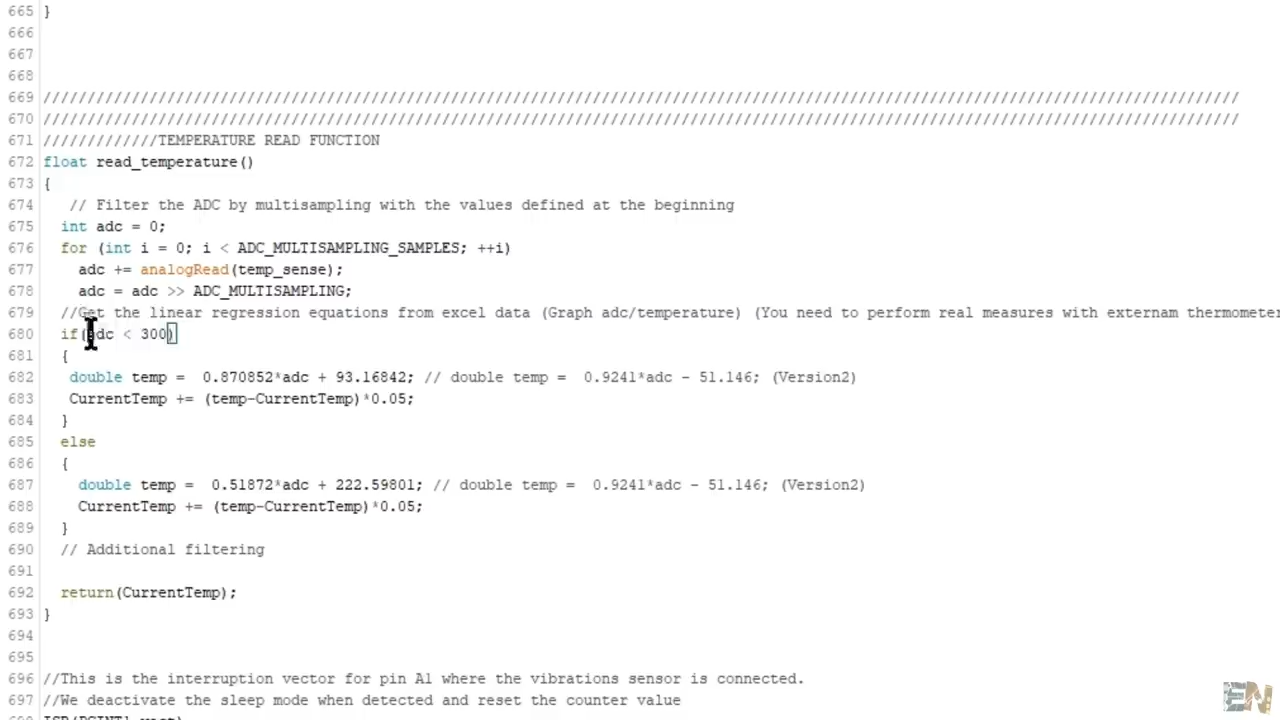 665 }
666
667
668
669 ////////////////////////////////////////////////////////////////////////////////////////////////////////////////////////////////////////
670 ////////////////////////////////////////////////////////////////////////////////////////////////////////////////////////////////////////
671 /////////////TEMPERATURE READ FUNCTION
672 float read_temperature()
673 {
674 // Filter the ADC by multisampling with the values defined at the beginning
675 int adc = 0;
676 for (int i = 0; i < ADC_MULTISAMPLING_SAMPLES; ++i)
677 adc += analogRead(temp_sense);
678 adc = adc >> ADC_MULTISAMPLING;
679 //Get the linear regression equations from excel data (Graph adc/temperature) (You need to perform real measures with externam thermometer
680 if(adc < 300)
681 {
682 double temp = 0.870852*adc + 93.16842; // double temp = 0.9241*adc - 51.146; (Version2)
683 CurrentTemp += (temp-CurrentTemp)*0.05;
684 }
685 else
686 {
687 double temp = 0.51872*adc + 222.59801; // double temp = 0.9241*adc - 51.146; (Version2)
688 CurrentTemp += (temp-CurrentTemp)*0.05;
689 }
690 // Additional filtering
691
692 return(CurrentTemp);
693 }
694
695
696 //This is the interruption vector for pin A1 where the vibrations sensor is connected.
697 //We deactivate the sleep mode when detected and reset the counter value
EN